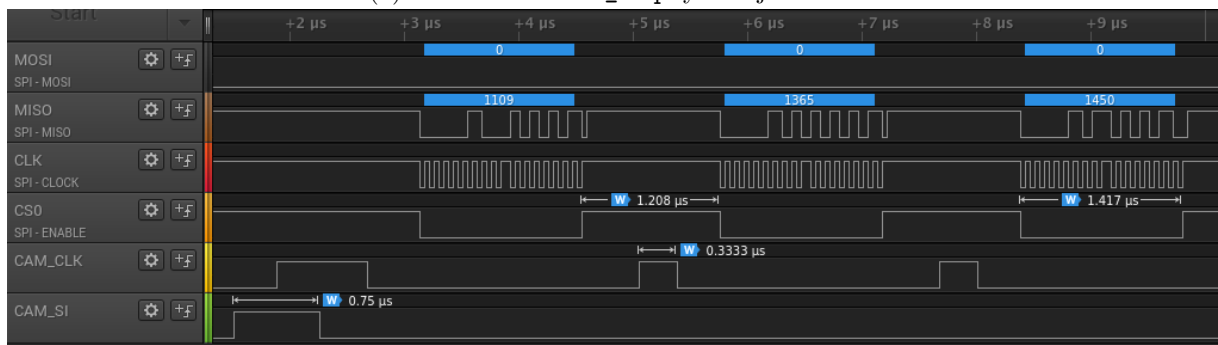 Start
+2 µs +3 µs +4 µs +5 µs +6 µs +7 µs +8 µs +9 µs
MOSI
SPI - MOSI
0 0 0
MISO
SPI - MISO
1109 1365 1450
CLK
SPI - CLOCK
CS0
SPI - ENABLE
W 1.208 µs W 1.417 µs
CAM_CLK
W 0.3333 µs
CAM_SI
W 0.75 µs